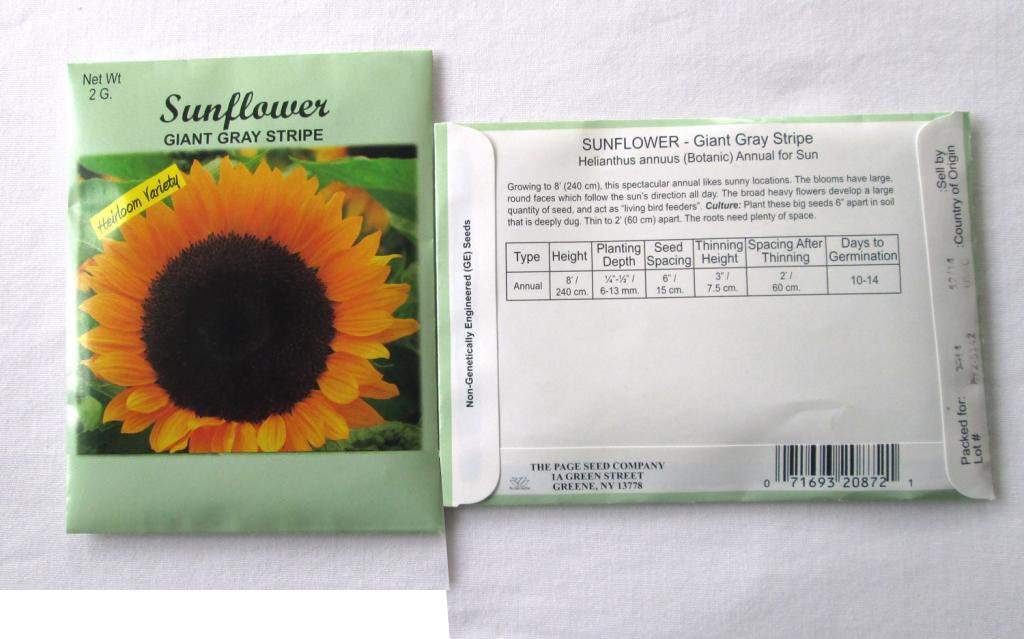 Net Wt
2 G.
Sunflower
GIANT GRAY STRIPE
Heirloom Variety
Non-Genetically Engineered (GE) Seeds
SUNFLOWER - Giant Gray Stripe
Helianthus annuus (Botanic) Annual for Sun
Growing to 8' (240 cm), this spectacular annual likes sunny locations. The blooms have large,
round faces which follow the sun's direction all day. The broad heavy flowers develop a large
quantity of seed, and act as "living bird feeders". Culture: Plant these big seeds 6" apart in soil
that is deeply dug. Thin to 2' (60 cm) apart. The roots need plenty of space.
Type Height Planting Depth Seed Spacing Thinning Height Spacing After Thinning Days to Germination
Annual 8' / 240 cm. ¼"-½" / 6-13 mm. 6" / 15 cm. 3" / 7.5 cm. 2' / 60 cm. 10-14
THE PAGE SEED COMPANY
1A GREEN STREET
GREENE, NY 13778
0 71693 20872 1
Packed for:
Lot #
:Sell by
:Country of Origin